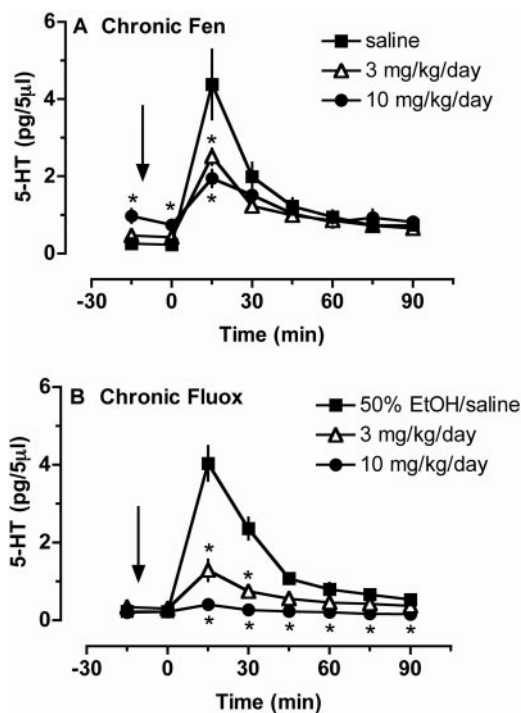 A Chronic Fen
saline
3 mg/kg/day
10 mg/kg/day
5-HT (pg/5µl)
6
4
2
0
* * * *
-30 0 30 60 90
Time (min)
B Chronic Fluox
50% EtOH/saline
3 mg/kg/day
10 mg/kg/day
5-HT (pg/5µl)
6
4
2
0
* *
* * * * * *
-30 0 30 60 90
Time (min)